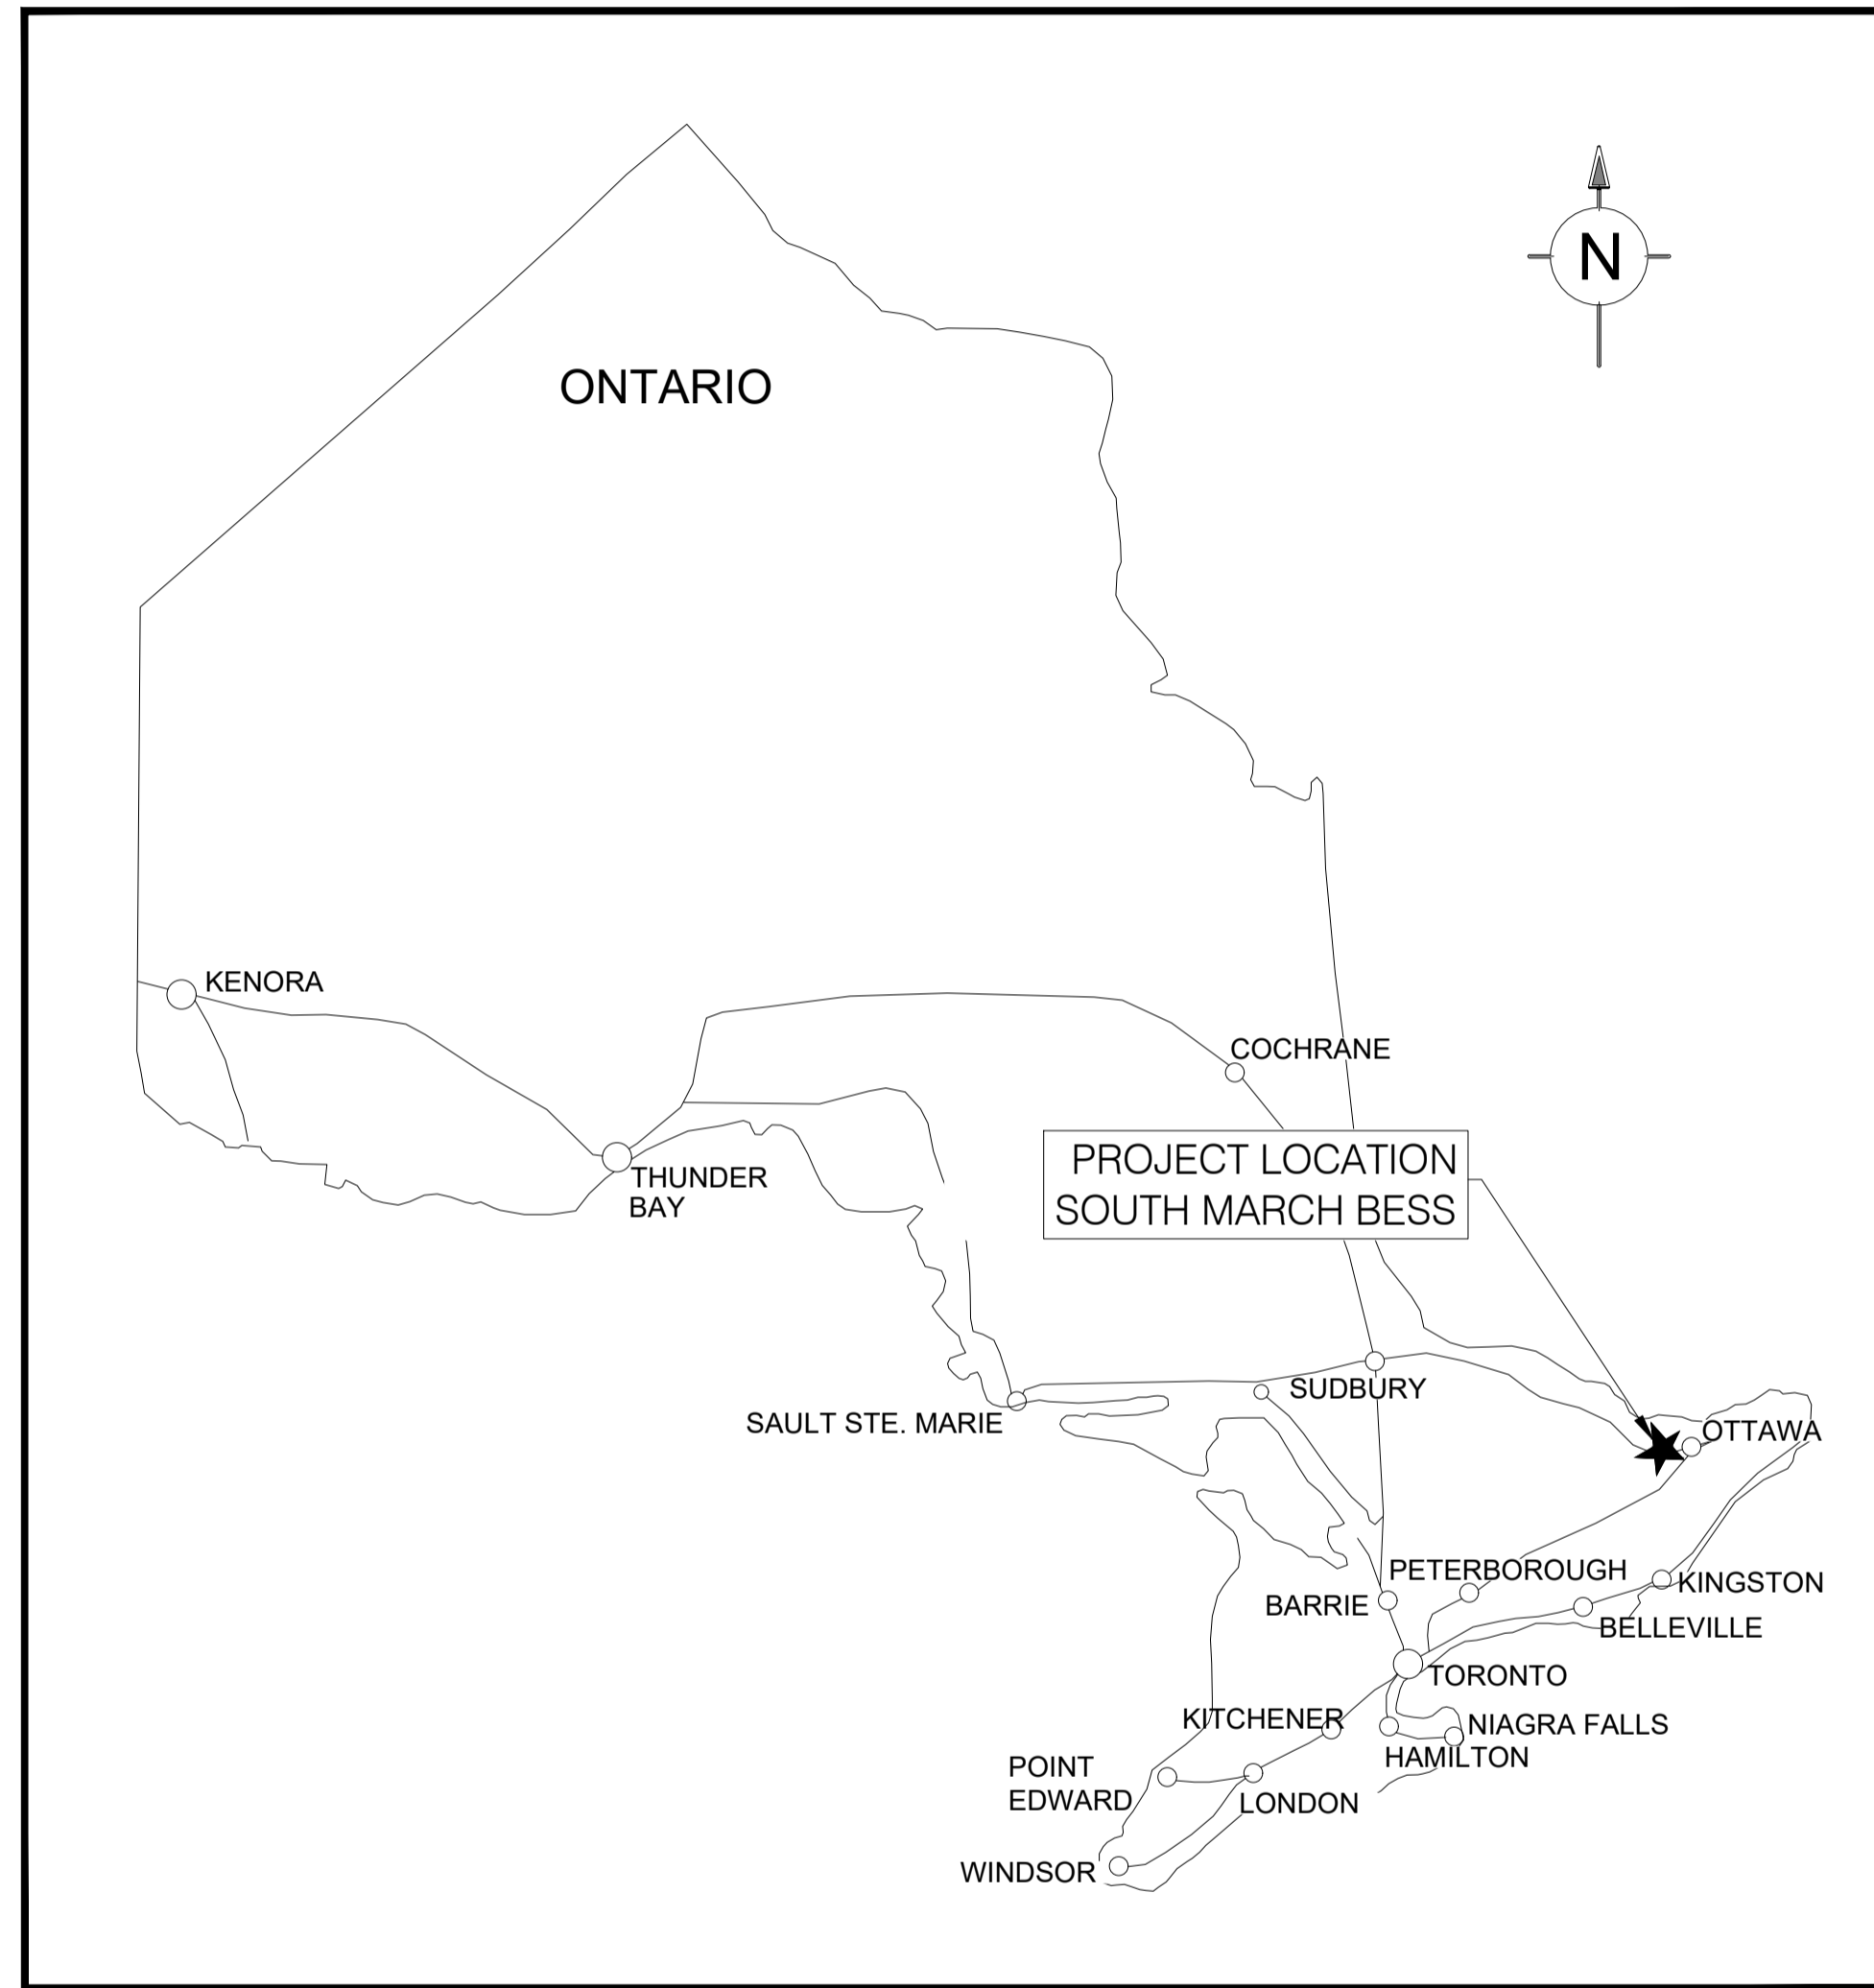 N
ONTARIO
KENORA
COCHRANE
PROJECT LOCATION
SOUTH MARCH BESS
THUNDER
BAY
SUDBURY
SAULT STE. MARIE
OTTAWA
PETERBOROUGH
KINGSTON
BARRIE
BELLEVILLE
TORONTO
KITCHENER
NIAGRA FALLS
HAMILTON
POINT
EDWARD
LONDON
WINDSOR